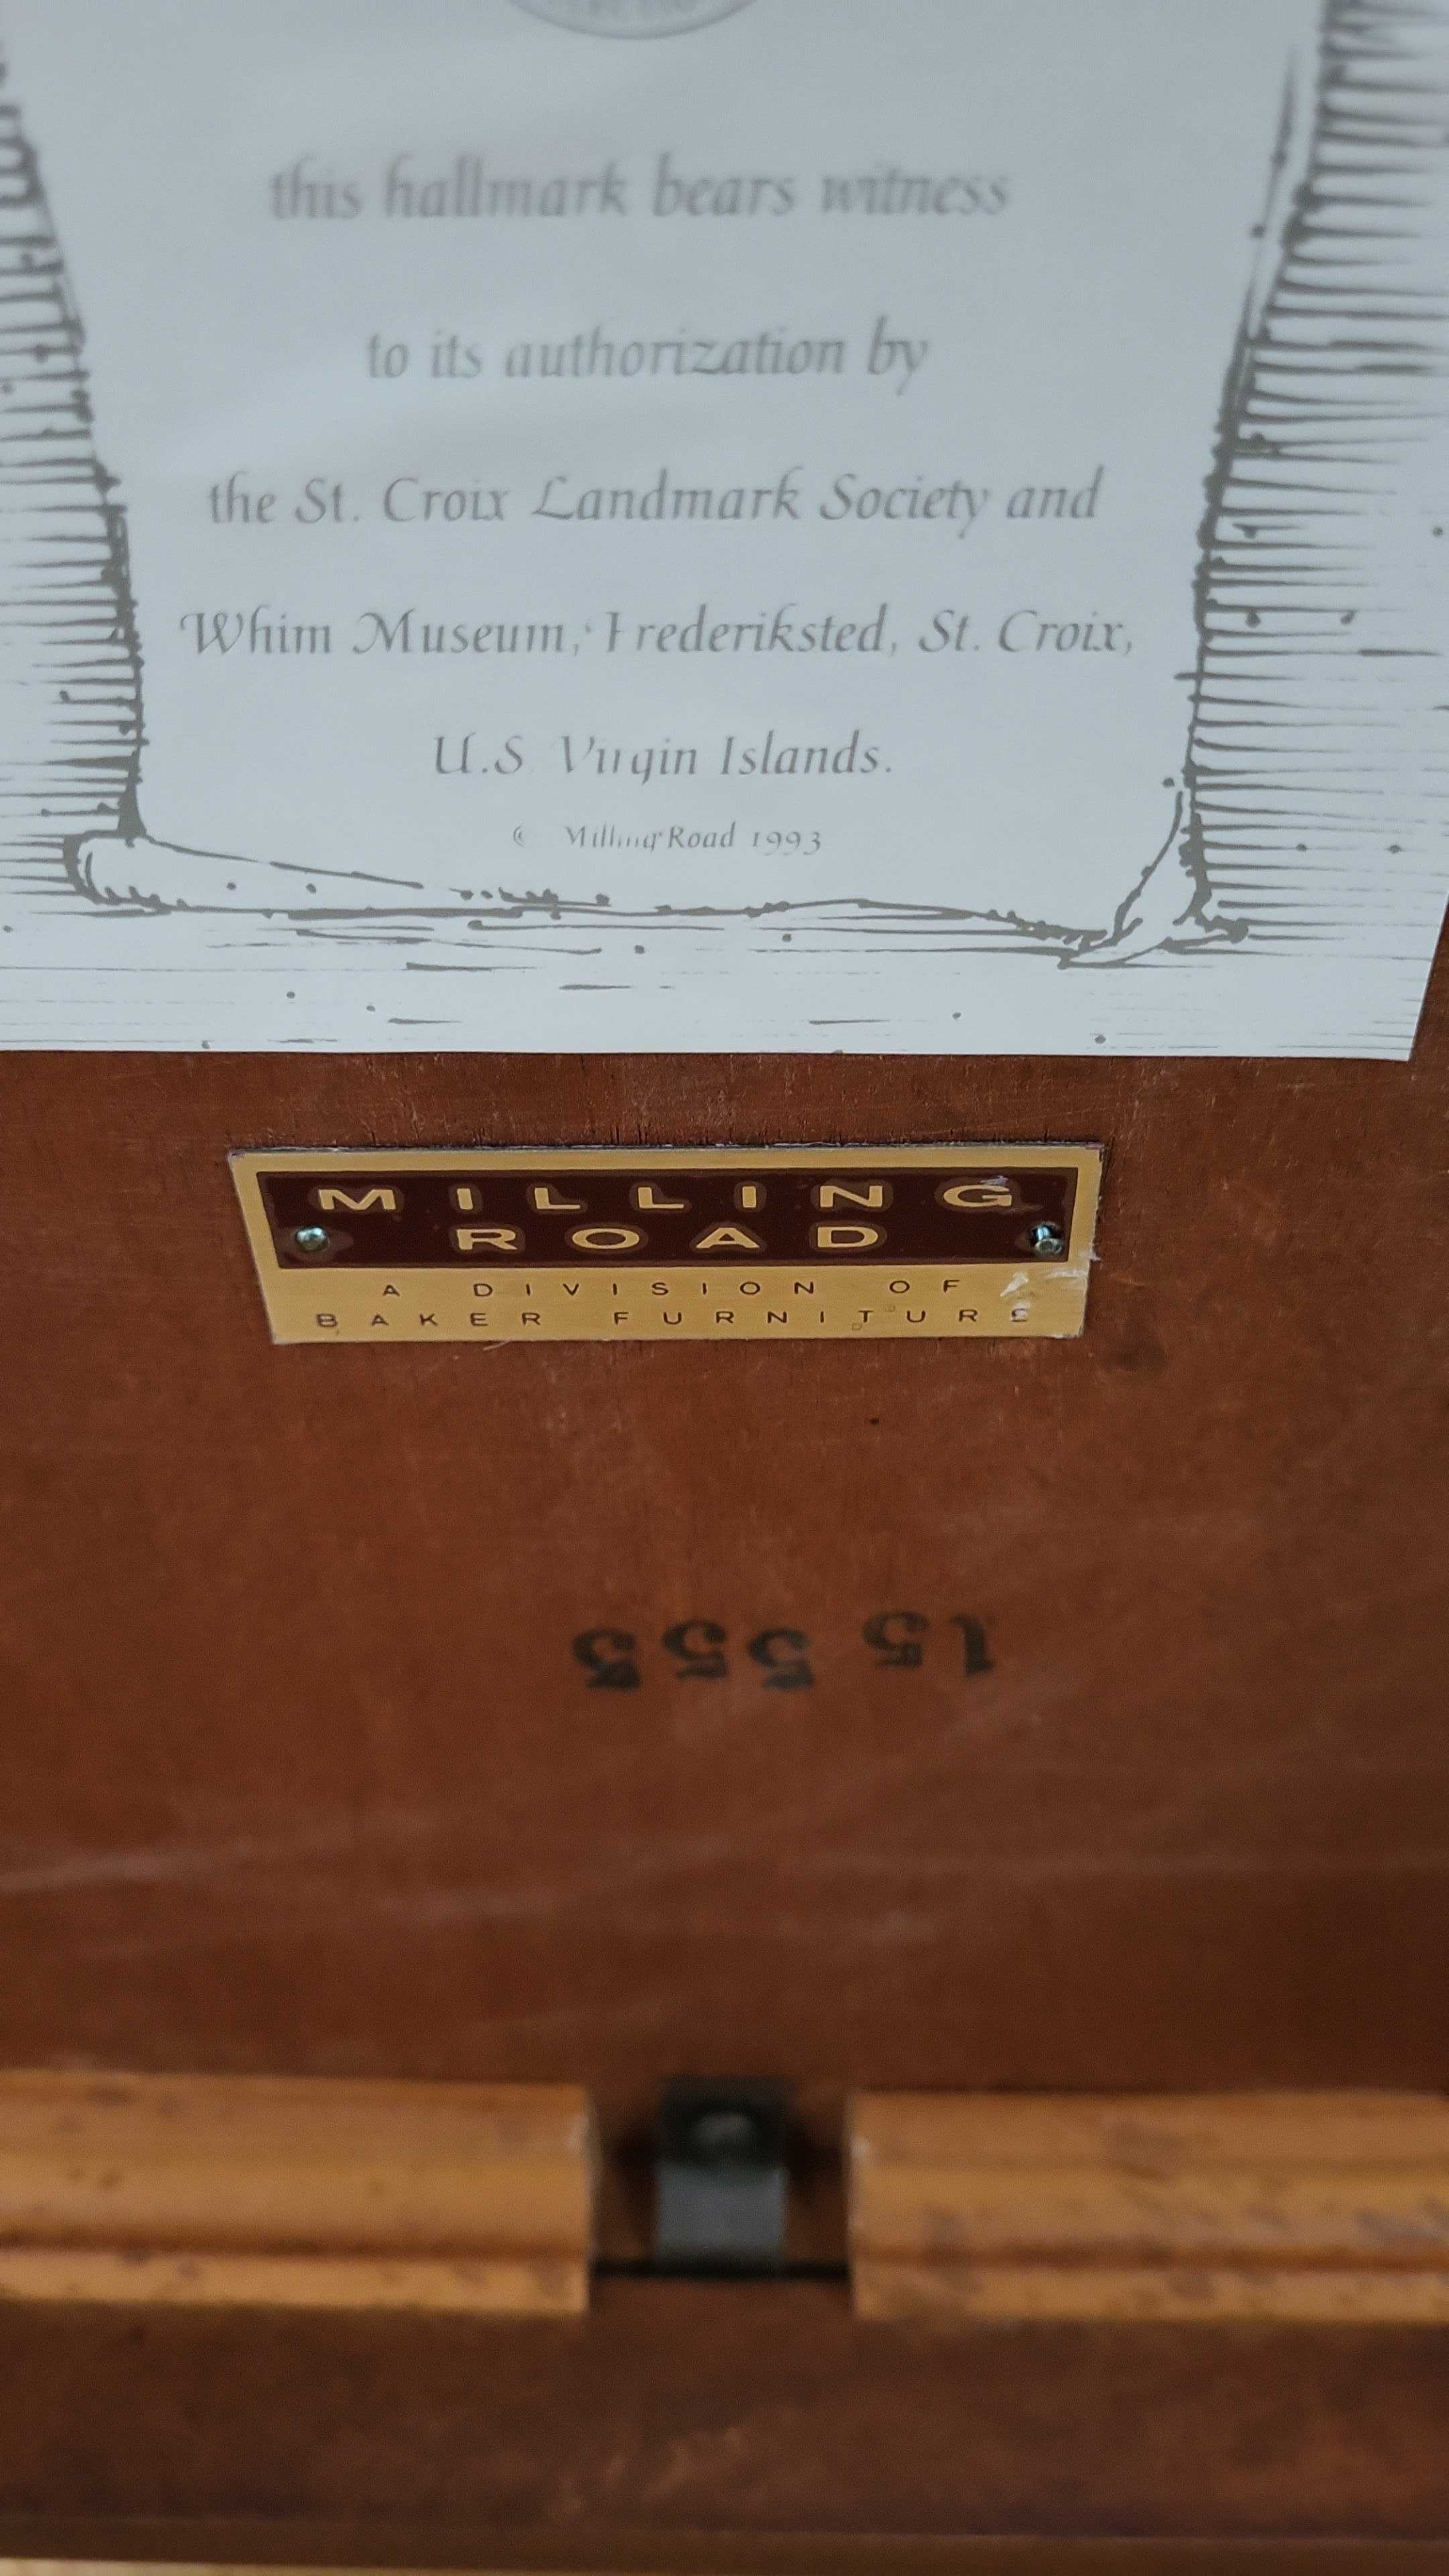 this hallmark bears witness
to its authorization by
the St. Croix Landmark Society and
Whim Museum, Frederiksted, St. Croix,
U.S. Virgin Islands.
© Milling Road 1993
MILLING
ROAD
A DIVISION OF
BAKER FURNITURE
15 555